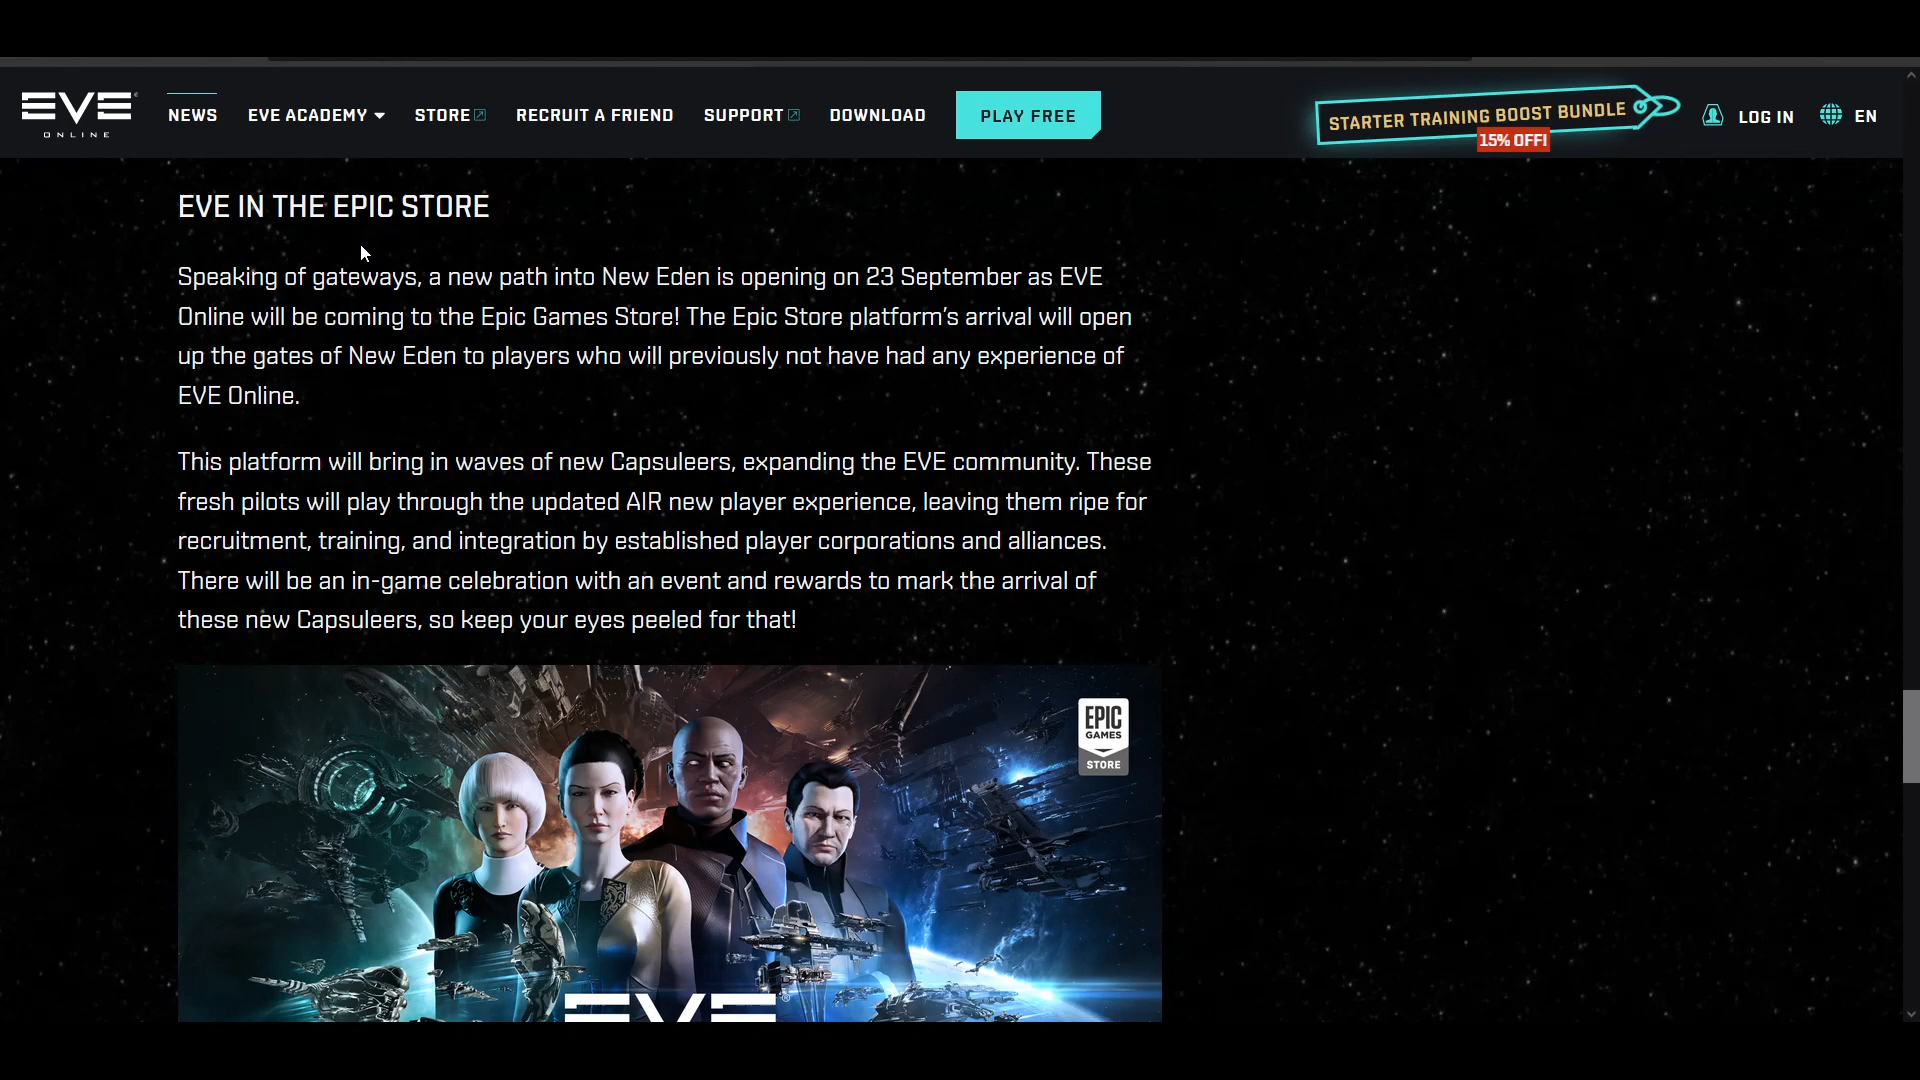 EVE
ONLINE
NEWS
EVE ACADEMY
STORE
RECRUIT A FRIEND
SUPPORT
DOWNLOAD
PLAY FREE
STARTER TRAINING BOOST BUNDLE
15% OFF!
LOG IN
EN
EVE IN THE EPIC STORE
Speaking of gateways, a new path into New Eden is opening on 23 September as EVE
Online will be coming to the Epic Games Store! The Epic Store platform’s arrival will open
up the gates of New Eden to players who will previously not have had any experience of
EVE Online.
This platform will bring in waves of new Capsuleers, expanding the EVE community. These
fresh pilots will play through the updated AIR new player experience, leaving them ripe for
recruitment, training, and integration by established player corporations and alliances.
There will be an in-game celebration with an event and rewards to mark the arrival of
these new Capsuleers, so keep your eyes peeled for that!
EPIC
GAMES
STORE
EVE